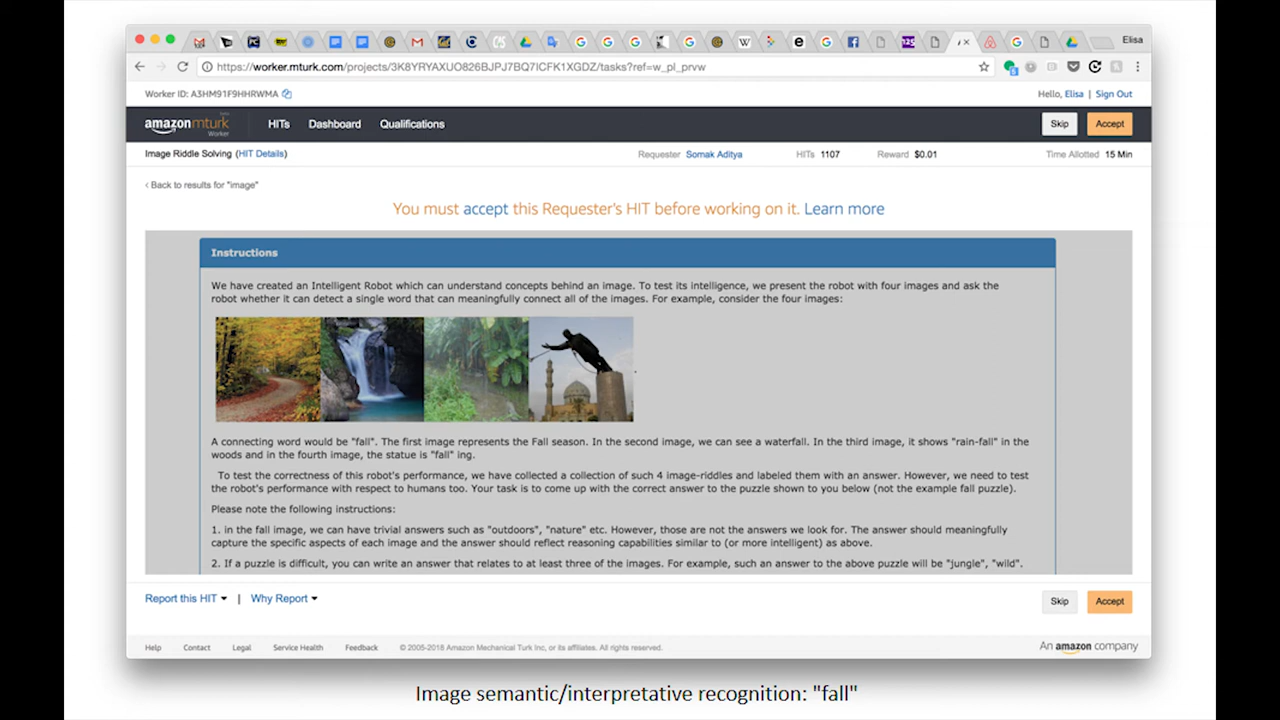 Elisa
https://worker.mturk.com/projects/3K8YRYAXUO826BJPJ7BQ7ICFK1XGDZ/tasks?ref=w_pl_prvw
Worker ID: A3HM91F9HHRWMA
Hello, Elisa | Sign Out
amazon mturk
Worker
HITs Dashboard Qualifications
Skip Accept
Image Riddle Solving (HIT Details)
Requester Somak Aditya HITs 1107 Reward $0.01 Time Allotted 15 Min
‹ Back to results for "image"
You must accept this Requester's HIT before working on it. Learn more
Instructions
We have created an Intelligent Robot which can understand concepts behind an image. To test its intelligence, we present the robot with four images and ask the
robot whether it can detect a single word that can meaningfully connect all of the images. For example, consider the four images:
A connecting word would be "fall". The first image represents the Fall season. In the second image, we can see a waterfall. In the third image, it shows "rain-fall" in the
woods and in the fourth image, the statue is "fall" ing.
To test the correctness of this robot's performance, we have collected a collection of such 4 image-riddles and labeled them with an answer. However, we need to test
the robot's performance with respect to humans too. Your task is to come up with the correct answer to the puzzle shown to you below (not the example fall puzzle).
Please note the following instructions:
1. in the fall image, we can have trivial answers such as "outdoors", "nature" etc. However, those are not the answers we look for. The answer should meaningfully
capture the specific aspects of each image and the answer should reflect reasoning capabilities similar to (or more intelligent) as above.
2. If a puzzle is difficult, you can write an answer that relates to at least three of the images. For example, such an answer to the above puzzle will be "jungle", "wild".
Report this HIT | Why Report
Skip Accept
Help Contact Legal Service Health Feedback © 2005-2018 Amazon Mechanical Turk Inc, or its affiliates. All rights reserved.
An amazon company
Image semantic/interpretative recognition: "fall"